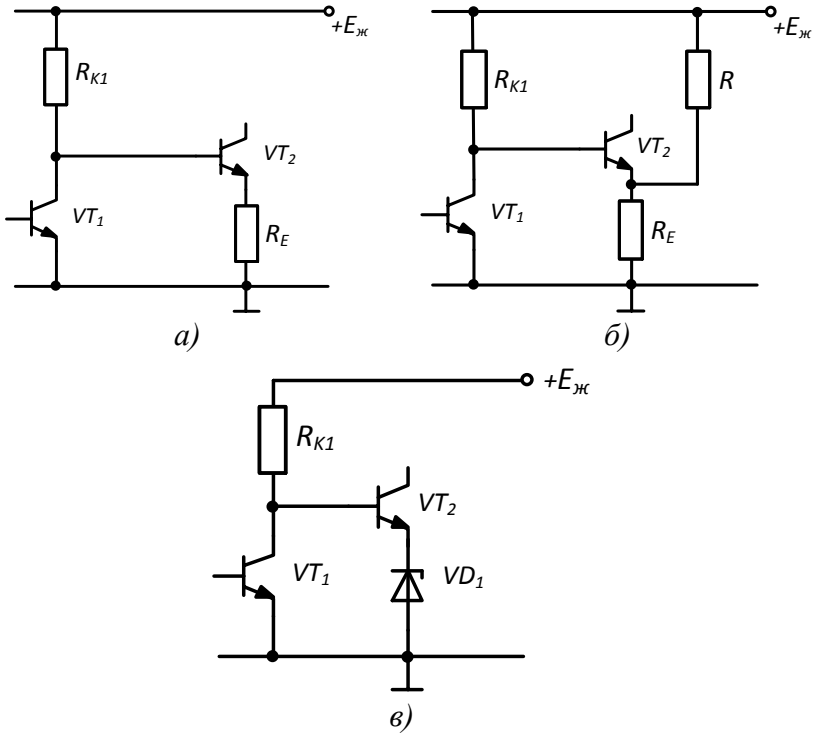 +Eж
RK1
VT2
VT1
RE
а)
+Eж
RK1
R
VT2
VT1
RE
б)
+Eж
RK1
VT2
VT1
VD1
в)